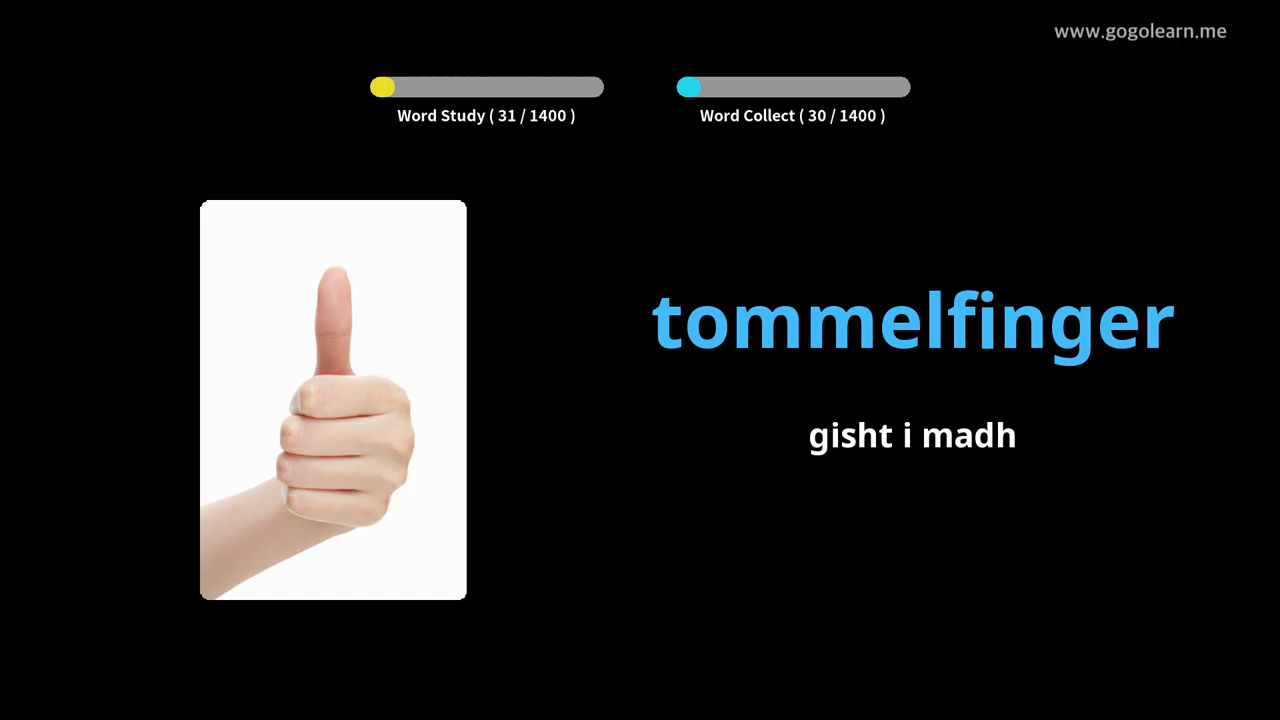 www.gogolearn.me
Word Study ( 31 / 1400 )
Word Collect ( 30 / 1400 )
tommelfinger
gisht i madh